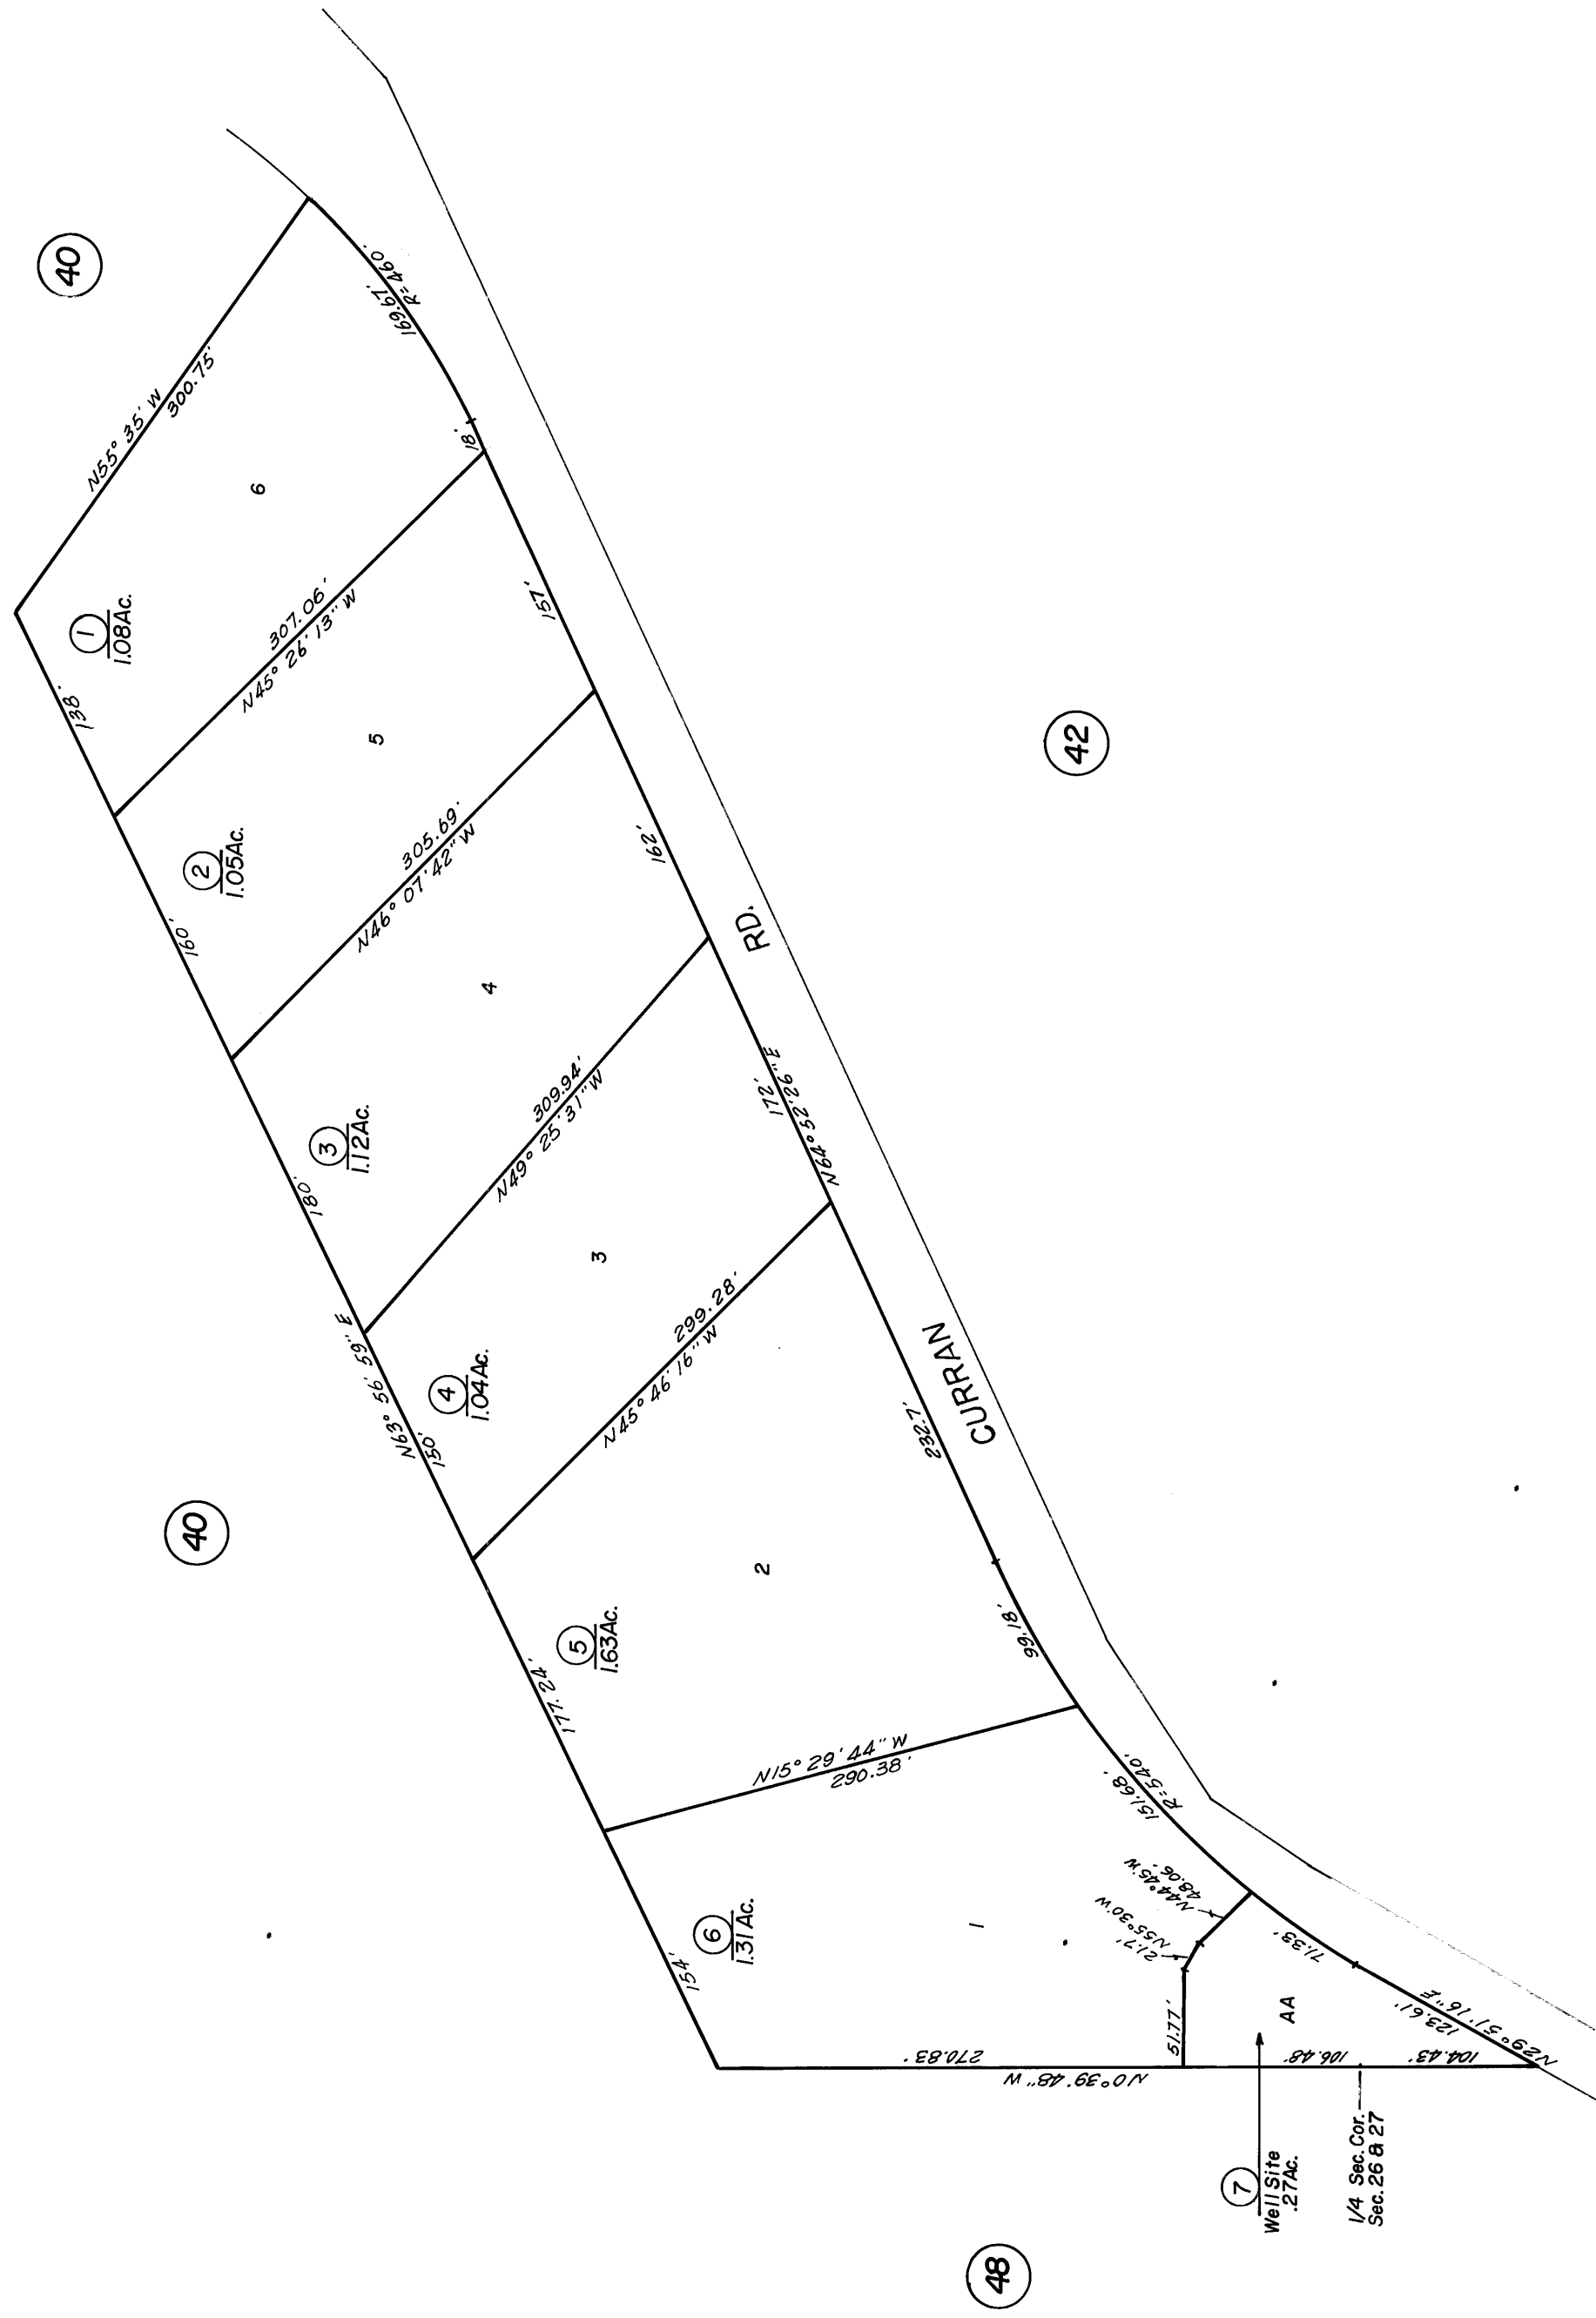 40
N55° 35' W
300.75'
169.67'
R=460'
6
1
1.08Ac.
138'
18'
307.06'
N45° 26' 13" W
157'
5
2
1.05Ac.
160'
305.69'
N46° 07' 42" W
162'
42
4
3
1.12Ac.
180'
309.94'
N49° 25' 31" W
RD.
172'
N64° 52' 26" E
3
N63° 56' 59" E
150'
4
1.04Ac.
299.28'
N45° 46' 16" W
CURRAN
232.7'
40
2
5
1.63Ac.
177.24'
99.18'
N15° 29' 44" W
290.38'
151.68'
R=540'
6
1.31 Ac.
154'
1
N44° 45' W
48.06'
N55° 30' W
21.7'
51.77'
71.33'
AA
N29° 51' 16" E
123.61'
270.83'
N0° 39' 48" W
106.48'
104.43'
7
Well Site
.27Ac.
1/4 Sec. Cor.
Sec. 26 & 27
48